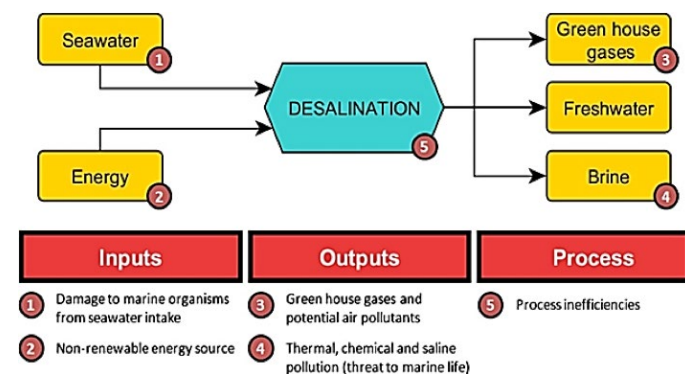 Seawater
1
Green house
gases
3
DESALINATION
5
Freshwater
Energy
2
Brine
4
Inputs
Outputs
Process
1 Damage to marine organisms
from seawater intake
2 Non-renewable energy source
3 Green house gases and
potential air pollutants
4 Thermal, chemical and saline
pollution (threat to marine life)
5 Process inefficiencies